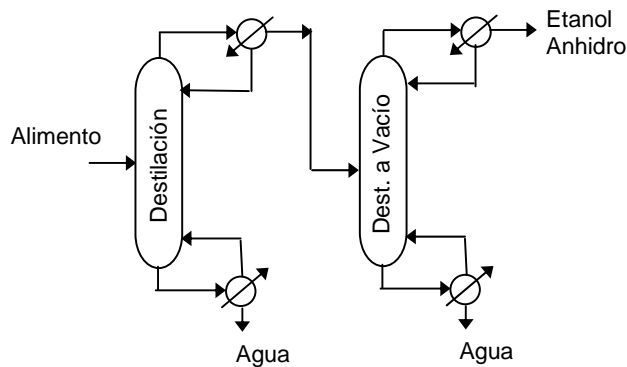 Etanol
Anhidro
Alimento
Destilación
Dest. a Vacío
Agua
Agua